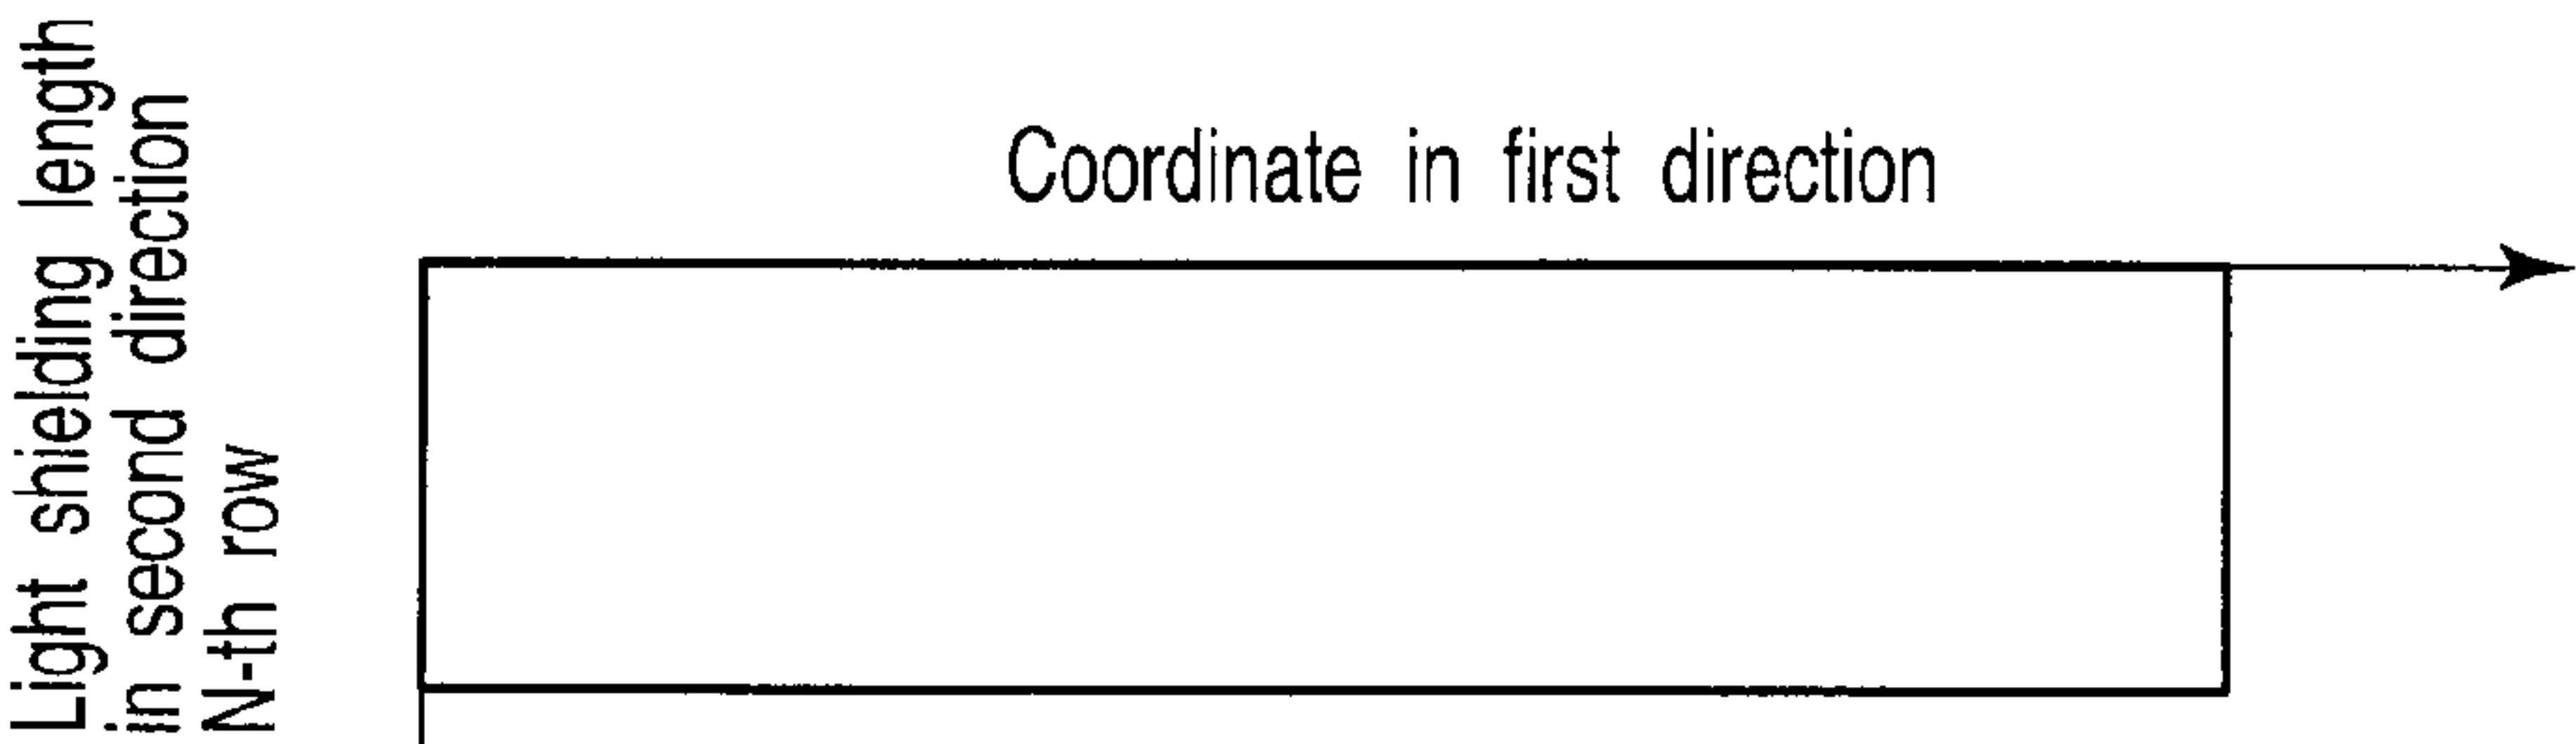 Light shielding length
in second direction
N-th row
Coordinate in first direction